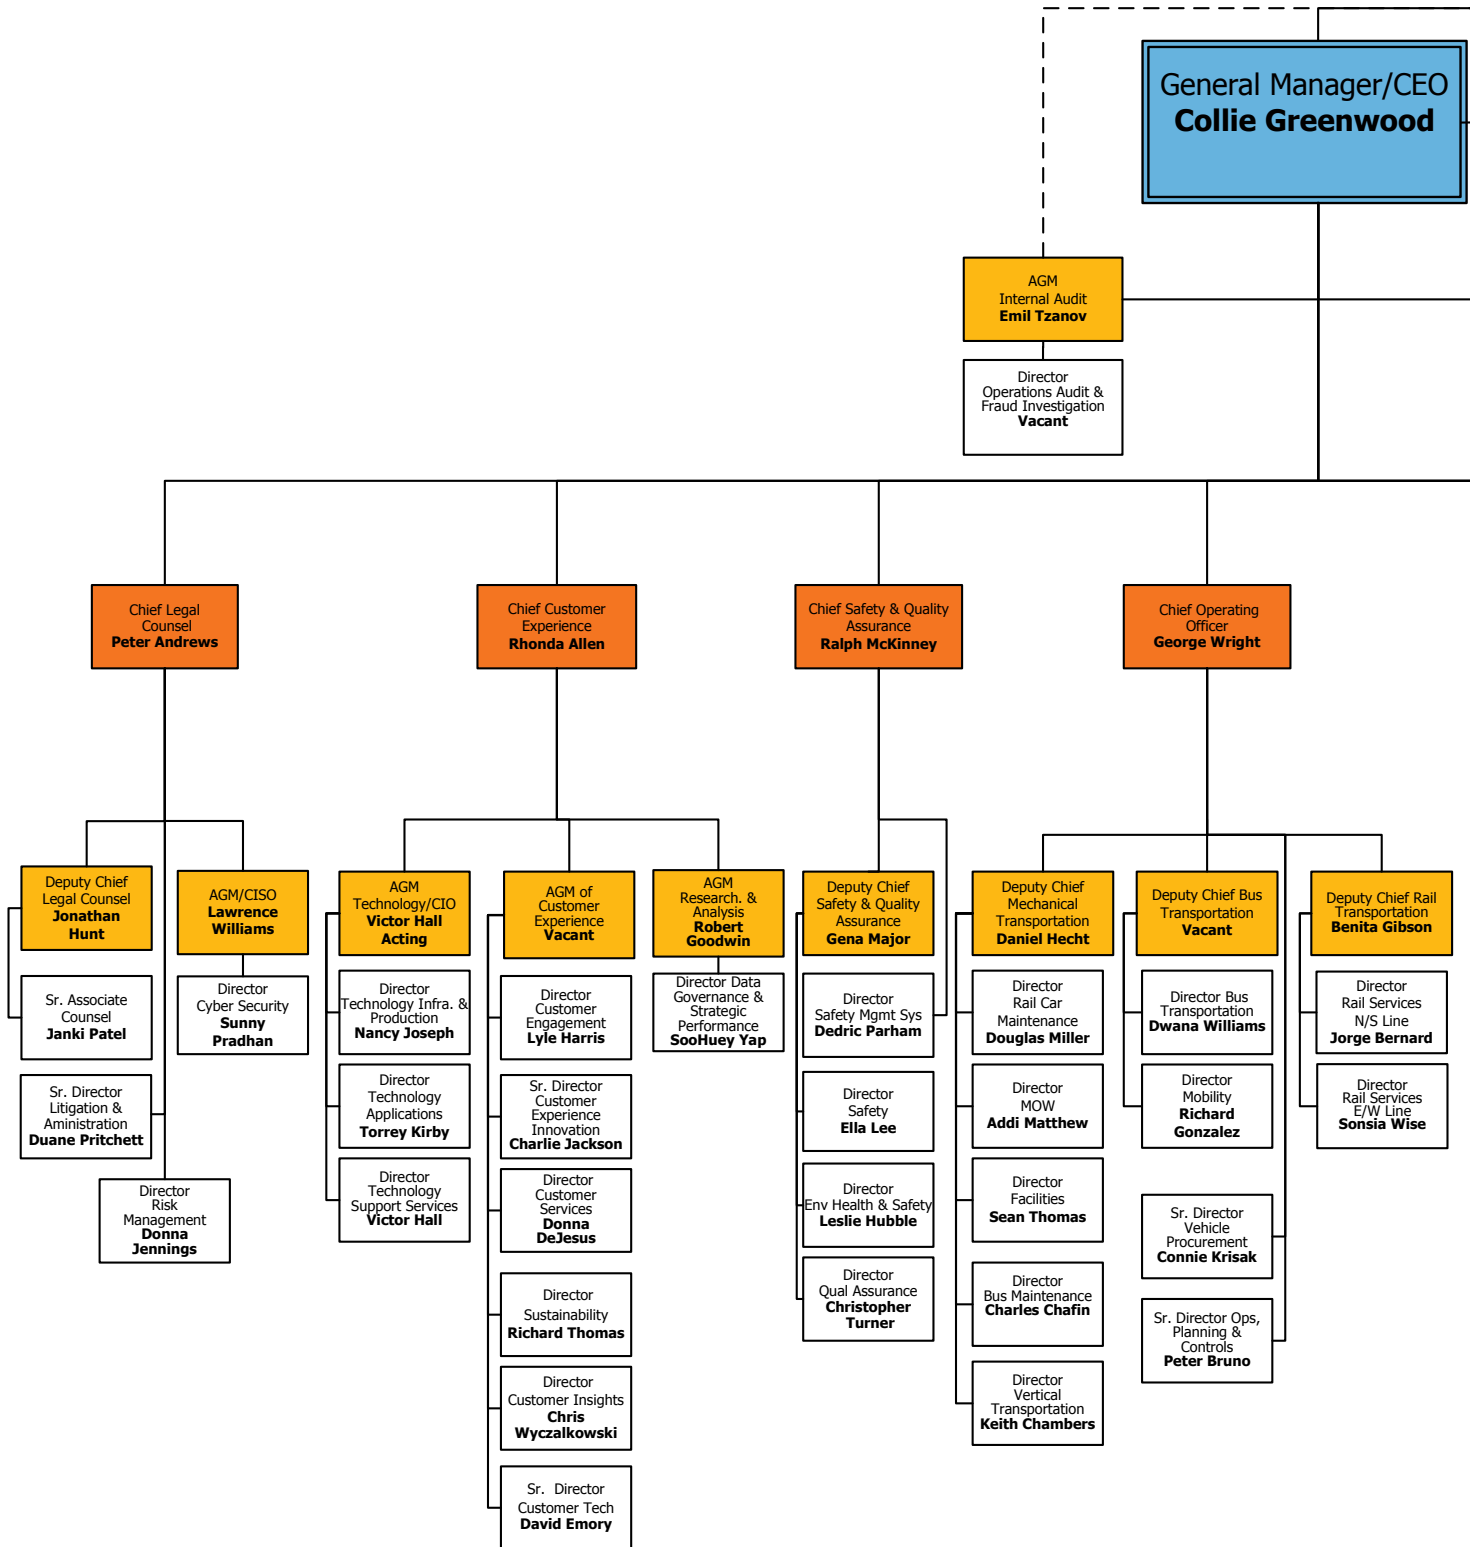 General Manager/CEO
Collie Greenwood
AGM
Internal Audit
Emil Tzanov
Director
Operations Audit &
Fraud Investigation
Vacant
Chief Legal
Counsel
Peter Andrews
Chief Customer
Experience
Rhonda Allen
Chief Safety & Quality
Assurance
Ralph McKinney
Chief Operating
Officer
George Wright
Deputy Chief
Legal Counsel
Jonathan
Hunt
AGM/CISO
Lawrence
Williams
AGM
Technology/CIO
Victor Hall
Acting
AGM of
Customer
Experience
Vacant
AGM
Research. &
Analysis
Robert
Goodwin
Deputy Chief
Safety & Quality
Assurance
Gena Major
Deputy Chief
Mechanical
Transportation
Daniel Hecht
Deputy Chief Bus
Transportation
Vacant
Deputy Chief Rail
Transportation
Benita Gibson
Sr. Associate
Counsel
Janki Patel
Director
Cyber Security
Sunny
Pradhan
Director
Technology Infra. &
Production
Nancy Joseph
Director
Customer
Engagement
Lyle Harris
Director Data
Governance &
Strategic
Performance
SooHuey Yap
Director
Safety Mgmt Sys
Dedric Parham
Director
Rail Car
Maintenance
Douglas Miller
Director Bus
Transportation
Dwana Williams
Director
Rail Services
N/S Line
Jorge Bernard
Sr. Director
Litigation &
Aministration
Duane Pritchett
Director
Technology
Applications
Torrey Kirby
Sr. Director
Customer
Experience
Innovation
Charlie Jackson
Director
Safety
Ella Lee
Director
MOW
Addi Matthew
Director
Mobility
Richard
Gonzalez
Director
Rail Services
E/W Line
Sonsia Wise
Director
Risk
Management
Donna
Jennings
Director
Technology
Support Services
Victor Hall
Director
Customer
Services
Donna
DeJesus
Director
Env Health & Safety
Leslie Hubble
Director
Facilities
Sean Thomas
Sr. Director
Vehicle
Procurement
Connie Krisak
Director
Sustainability
Richard Thomas
Director
Qual Assurance
Christopher
Turner
Director
Bus Maintenance
Charles Chafin
Sr. Director Ops,
Planning &
Controls
Peter Bruno
Director
Customer Insights
Chris
Wyczalkowski
Director
Vertical
Transportation
Keith Chambers
Sr. Director
Customer Tech
David Emory